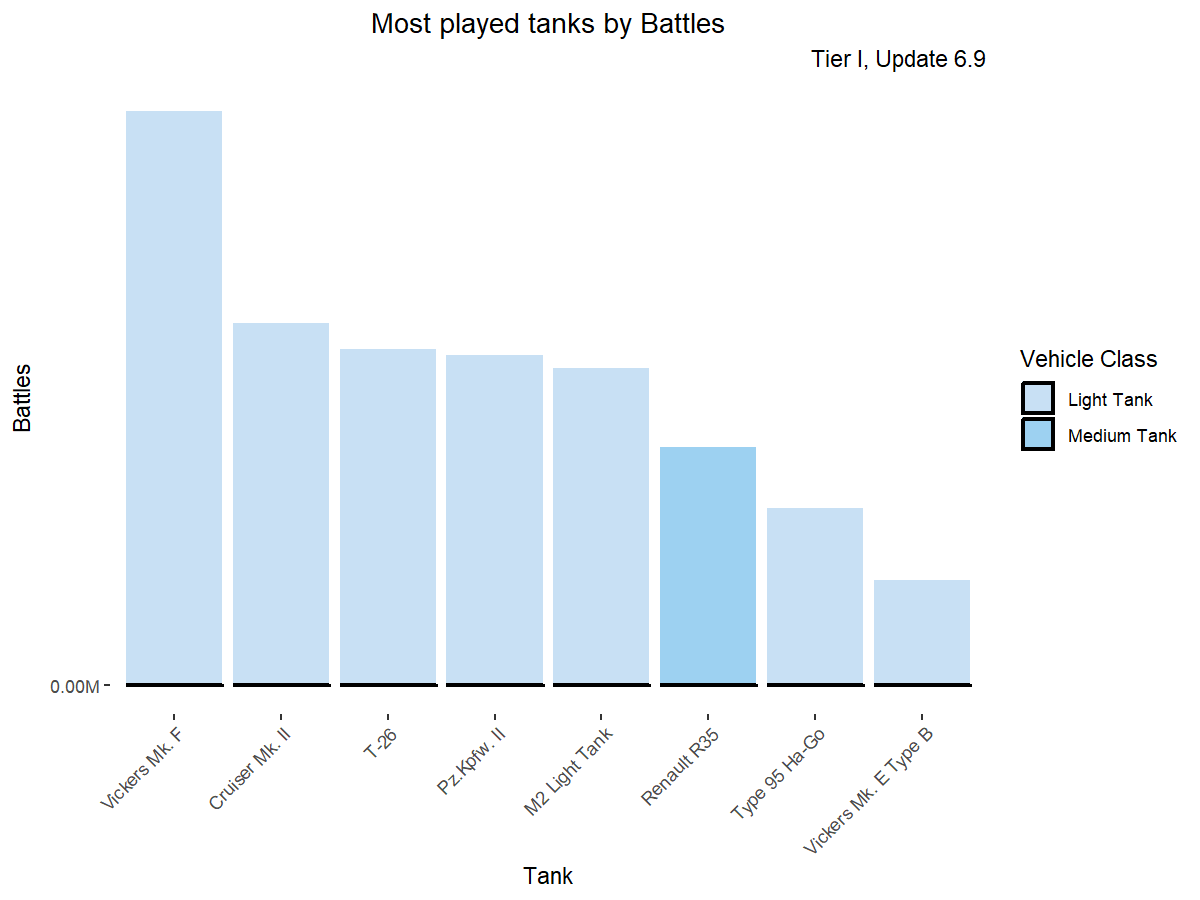 Most played tanks by Battles
Tier I, Update 6.9
Battles
0.00M
Vickers Mk. F
Cruiser Mk. II
T-26
Pz.Kpfw. II
M2 Light Tank
Renault R35
Type 95 Ha-Go
Vickers Mk. E Type B
Tank
Vehicle Class
Light Tank
Medium Tank